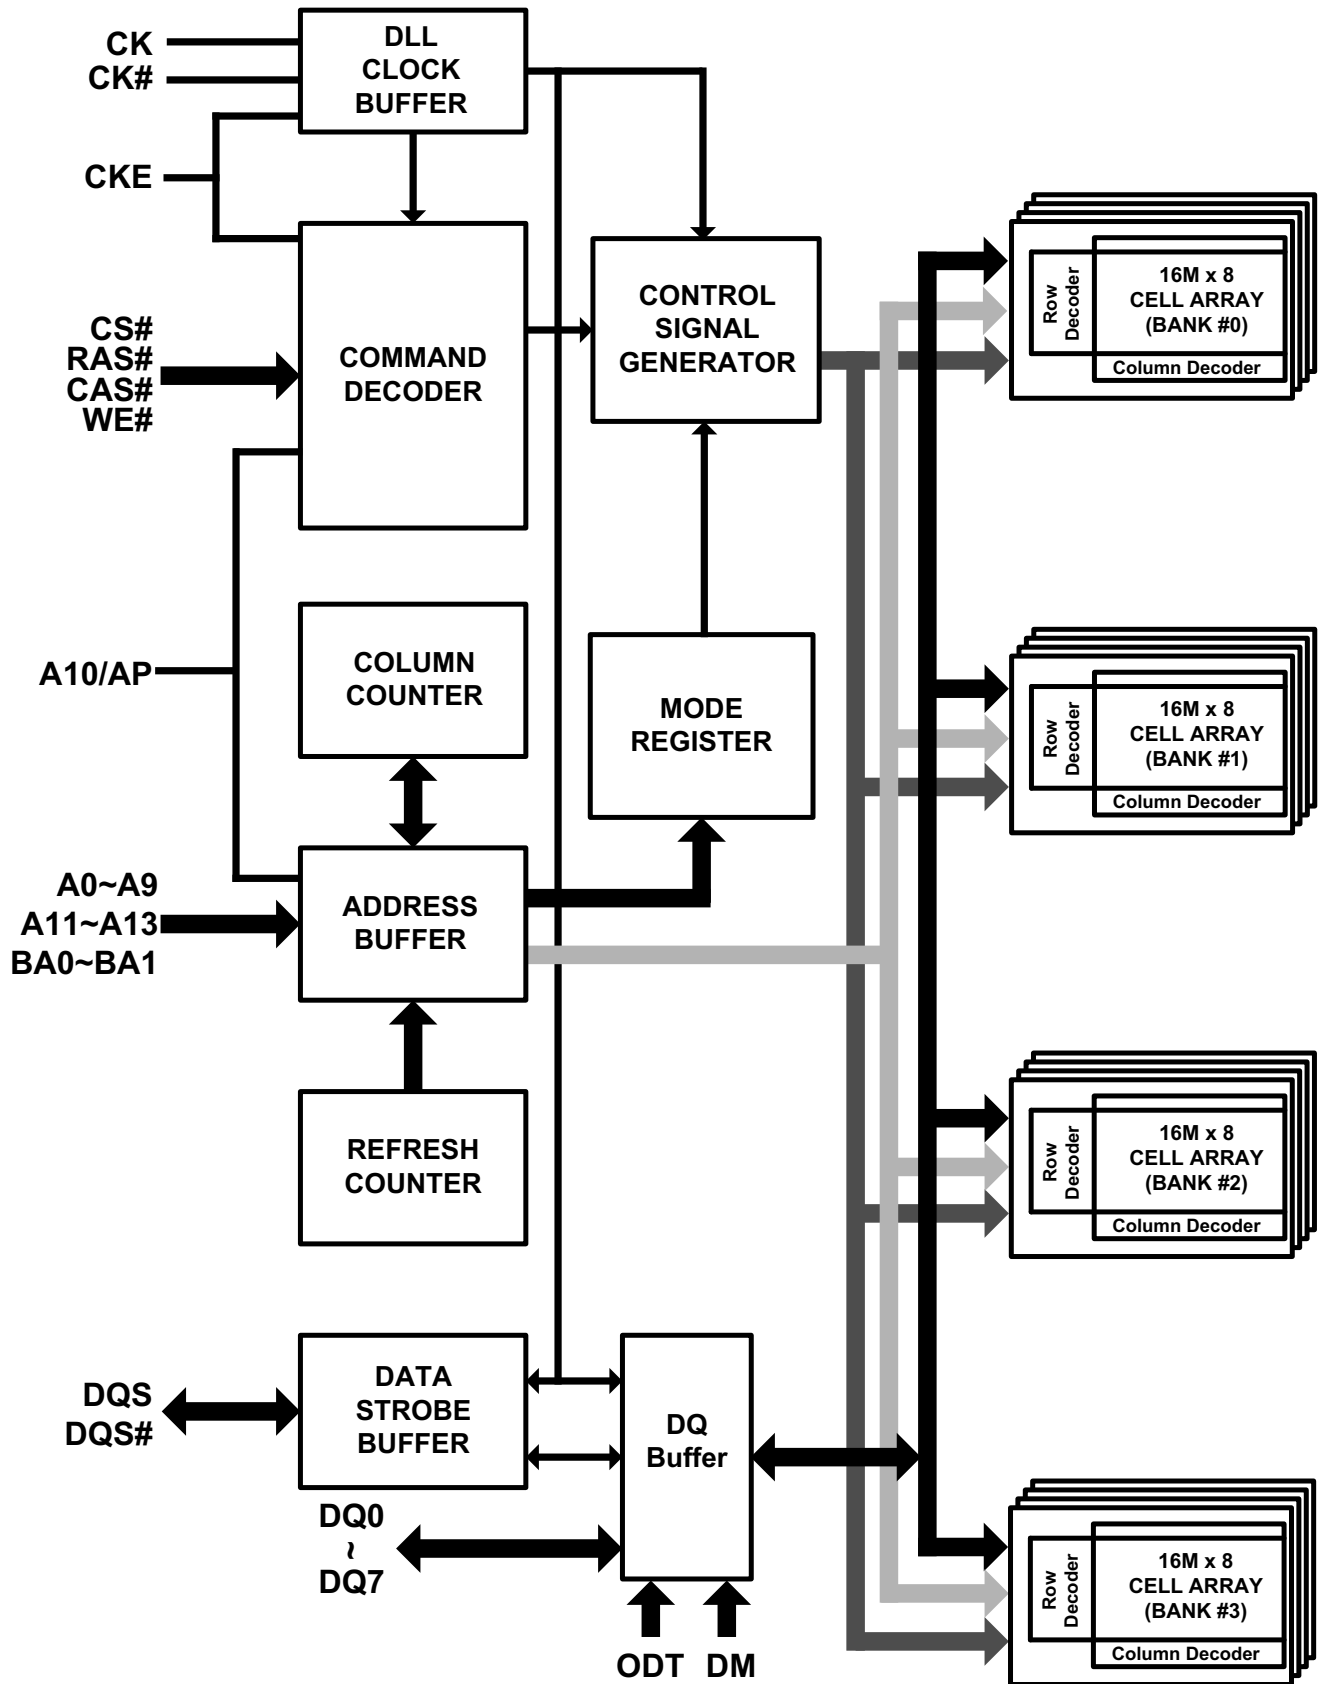 CK
CK#
DLL
CLOCK
BUFFER
CKE
CS#
RAS#
CAS#
WE#
COMMAND
DECODER
CONTROL
SIGNAL
GENERATOR
A10/AP
COLUMN
COUNTER
MODE
REGISTER
A0~A9
A11~A13
BA0~BA1
ADDRESS
BUFFER
REFRESH
COUNTER
DQS
DQS#
DATA
STROBE
BUFFER
DQ
Buffer
DQ0
~
DQ7
ODT
DM
Row
Decoder
16M x 8
CELL ARRAY
(BANK #0)
Column Decoder
Row
Decoder
16M x 8
CELL ARRAY
(BANK #1)
Column Decoder
Row
Decoder
16M x 8
CELL ARRAY
(BANK #2)
Column Decoder
Row
Decoder
16M x 8
CELL ARRAY
(BANK #3)
Column Decoder